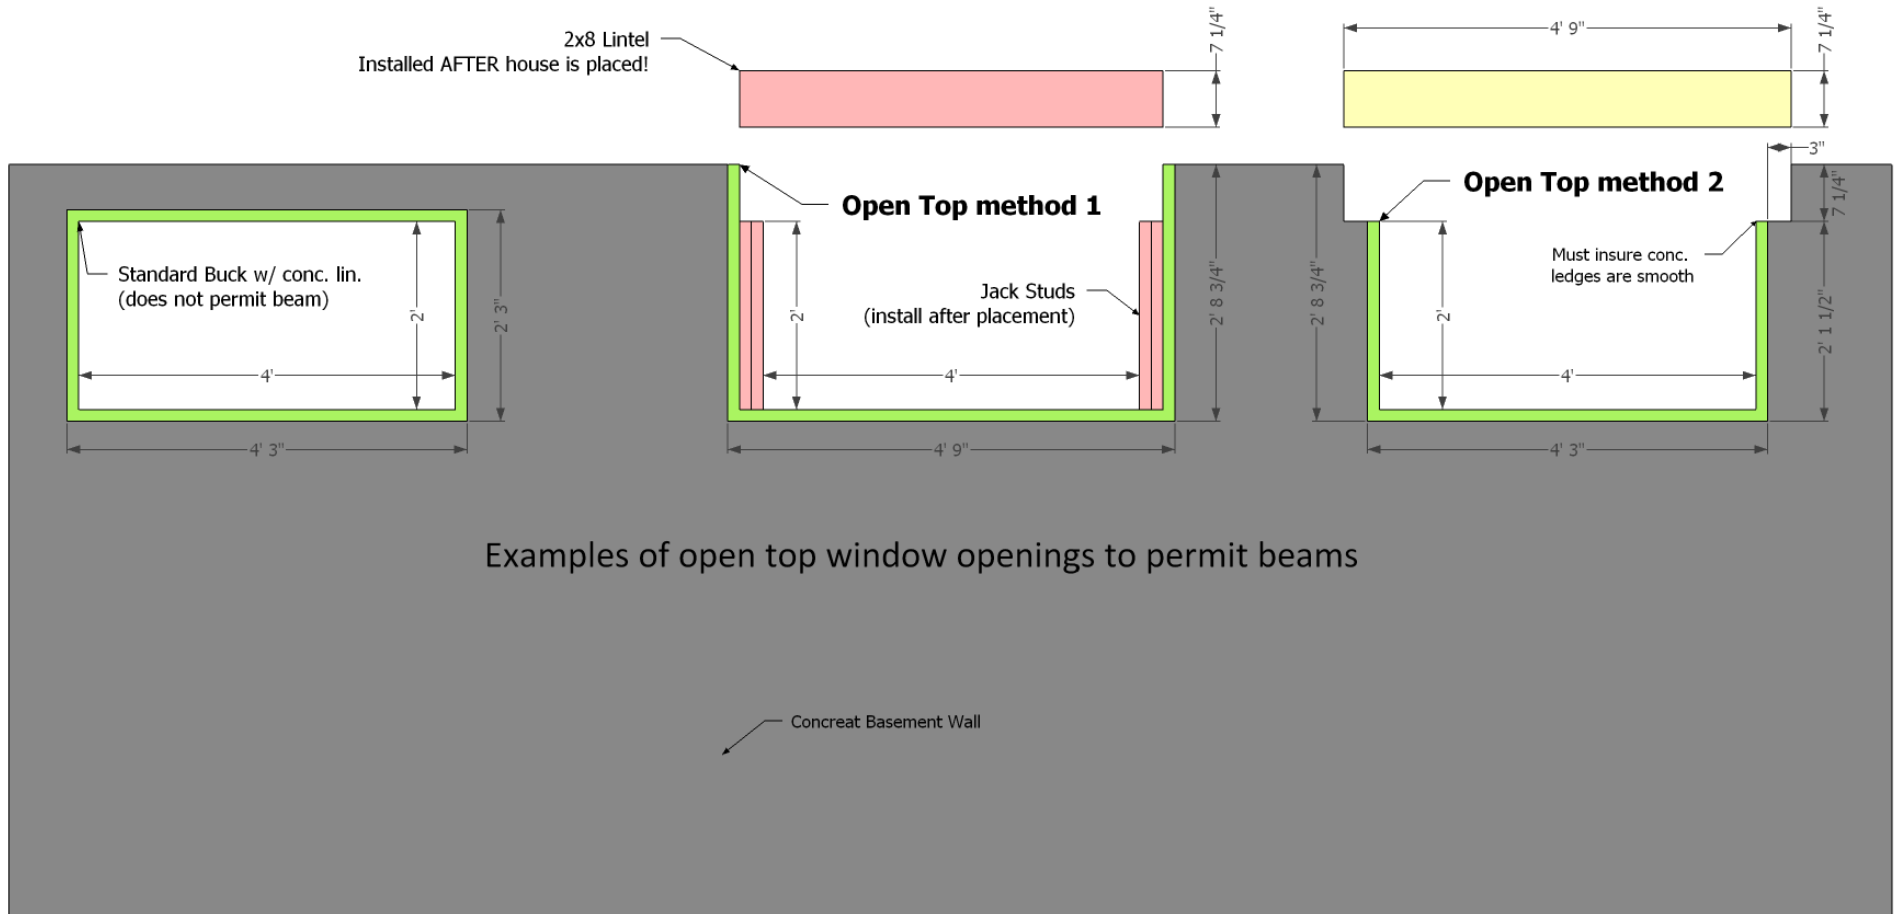 2x8 Lintel
Installed AFTER house is placed!
7 1/4"
4' 9"
7 1/4"
3"
Open Top method 1
Open Top method 2
7 1/4"
Standard Buck w/ conc. lin.
(does not permit beam)
2'
2' 3"
4'
4' 3"
2'
Jack Studs
(install after placement)
4'
2' 8 3/4"
4' 9"
2' 8 3/4"
2'
Must insure conc.
ledges are smooth
4'
2' 1 1/2"
4' 3"
Examples of open top window openings to permit beams
Concreat Basement Wall